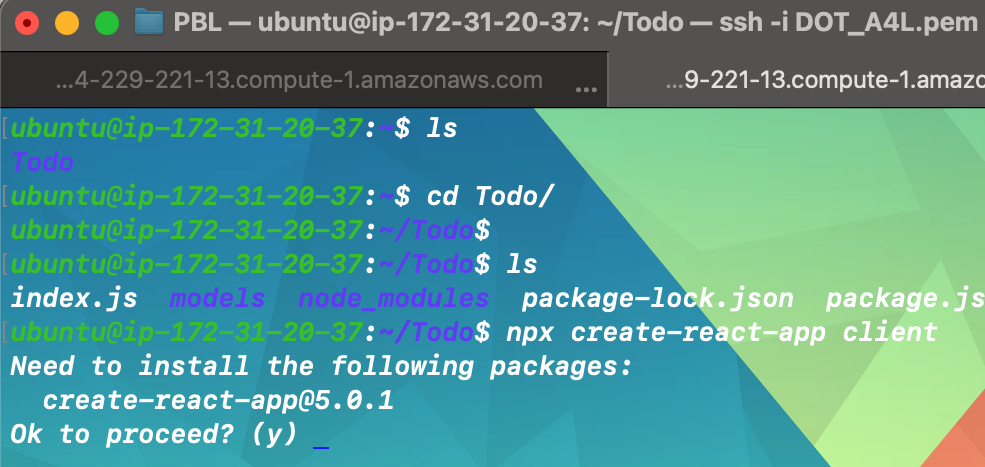 PBL — ubuntu@ip-172-31-20-37: ~/Todo — ssh -i DOT_A4L.pem
...4-229-221-13.compute-1.amazonaws.com ... ...9-221-13.compute-1.amazo
[ubuntu@ip-172-31-20-37:~$ ls
Todo
[ubuntu@ip-172-31-20-37:~$ cd Todo/
ubuntu@ip-172-31-20-37:~/Todo$
[ubuntu@ip-172-31-20-37:~/Todo$ ls
index.js models node_modules package-lock.json package.js
[ubuntu@ip-172-31-20-37:~/Todo$ npx create-react-app client
Need to install the following packages:
create-react-app@5.0.1
Ok to proceed? (y) _